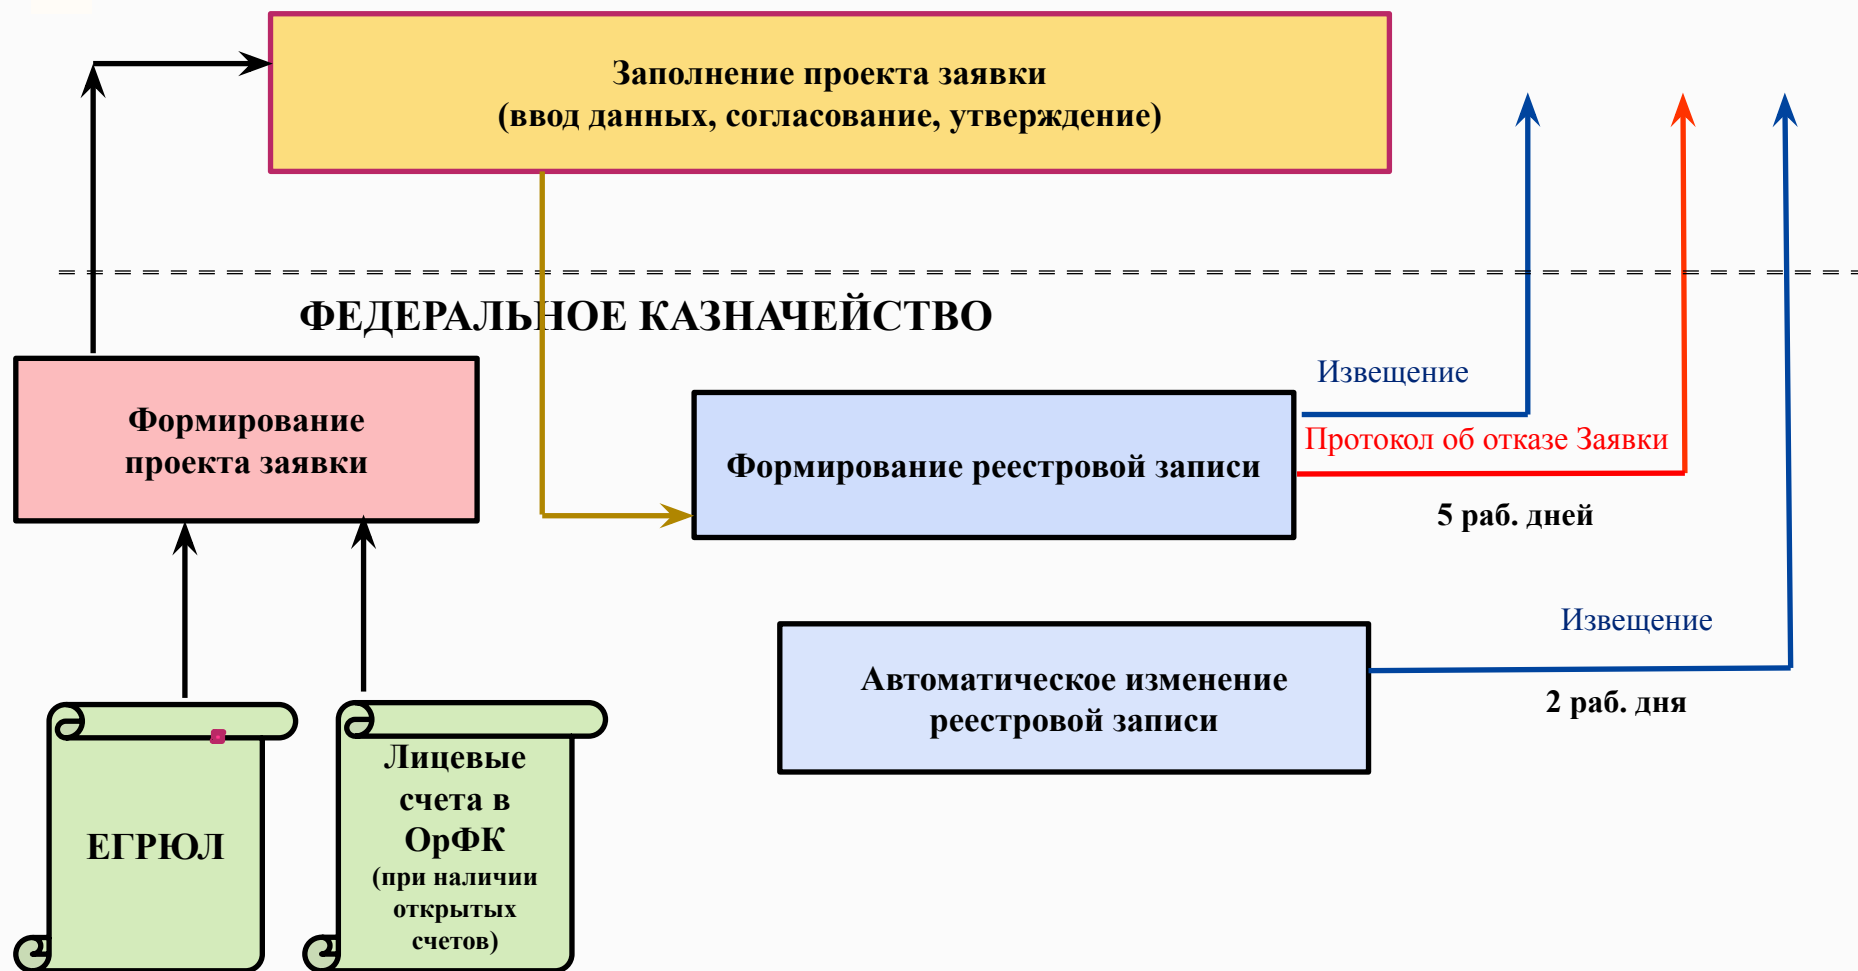 Заполнение проекта заявки
(ввод данных, согласование, утверждение)
ФЕДЕРАЛЬНОЕ КАЗНАЧЕЙСТВО
Формирование
проекта заявки
Извещение
Протокол об отказе Заявки
Формирование реестровой записи
5 раб. дней
Извещение
Автоматическое изменение
реестровой записи
2 раб. дня
ЕГРЮЛ
Лицевые
счета в
ОрФК
(при наличии
открытых
счетов)